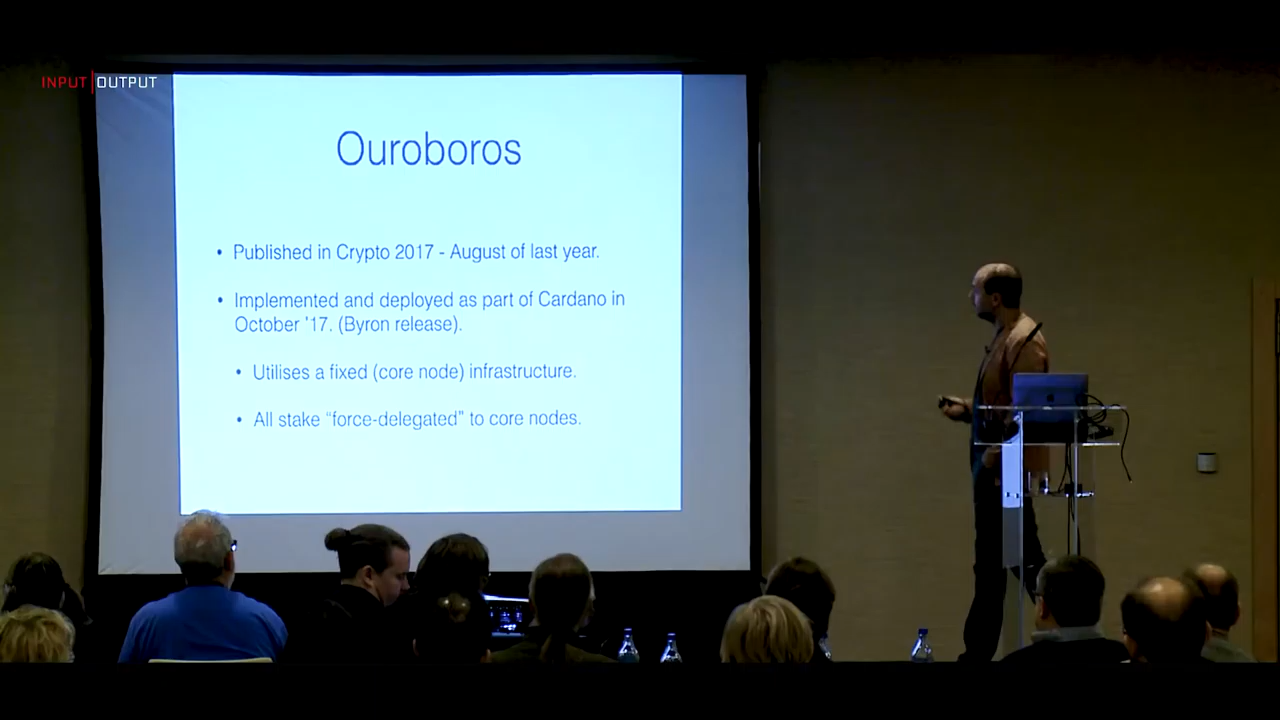 INPUT|OUTPUT
Ouroboros
• Published in Crypto 2017 - August of last year.
• Implemented and deployed as part of Cardano in
October '17. (Byron release).
• Utilises a fixed (core node) infrastructure.
• All stake “force-delegated” to core nodes.